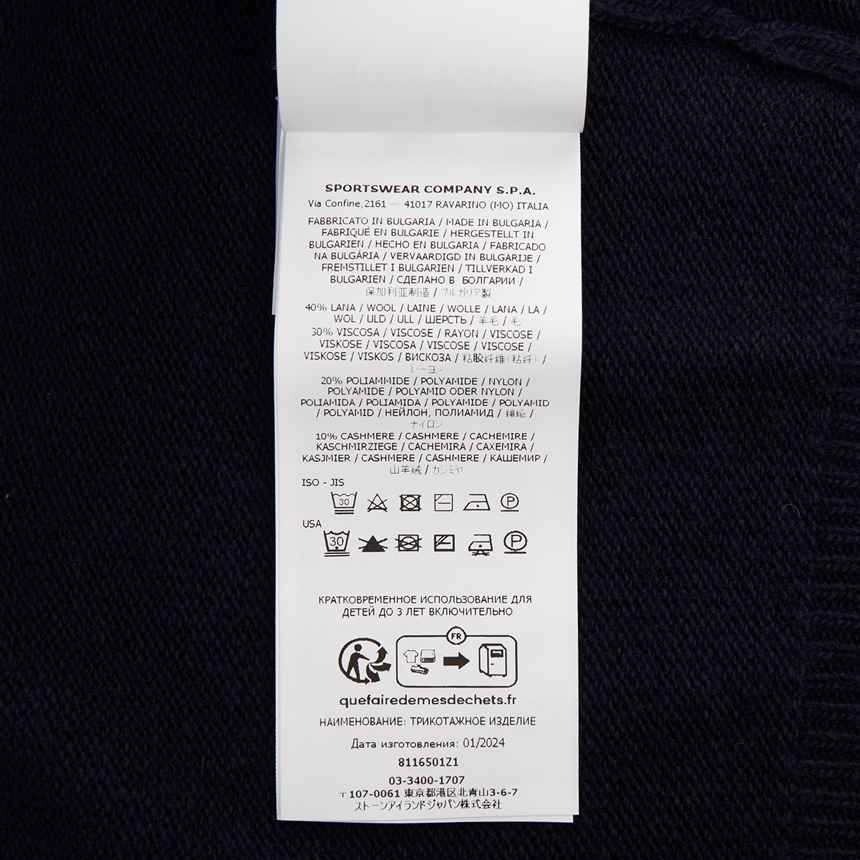 SPORTSWEAR COMPANY S.P.A.
Via Confine,2161 — 41017 RAVARINO (MO) ITALIA
FABBRICATO IN BULGARIA / MADE IN BULGARIA /
FABRIQUÉ EN BULGARIE / HERGESTELLT IN
BULGARIEN / HECHO EN BULGARIA / FABRICADO
NA BULGÁRIA / VERVAARDIGD IN BULGARIJE /
FREMSTILLET I BULGARIEN / TILLVERKAD I
BULGARIEN / СДЕЛАНО В БОЛГАРИИ /
保加利亚制造 / ブルガリア製
40% LANA / WOOL / LAINE / WOLLE / LANA / LA /
WOL / ULD / ULL / ШЕРСТЬ / 羊毛 / 毛
30% VISCOSA / VISCOSE / RAYON / VISCOSE /
VISKOSE / VISCOSA / VISCOSE / VISCOSE /
VISKOSE / VISKOS / ВИСКОЗА / 粘胶纤维(粘纤) /
レーヨン
20% POLIAMMIDE / POLYAMIDE / NYLON /
POLYAMIDE / POLYAMID ODER NYLON /
POLIAMIDA / POLIAMIDA / POLYAMIDE / POLYAMID
/ POLYAMID / НЕЙЛОН, ПОЛИАМИД / 锦纶 /
ナイロン
10% CASHMERE / CASHMERE / CACHEMIRE /
KASCHMIRZIEGE / CACHEMIRA / CAXEMIRA /
KASJMIER / CASHMERE / CASHMERE / КАШЕМИР /
山羊绒 / カシミヤ
ISO - JIS
30 P
USA
30 P
КРАТКОВРЕМЕННОЕ ИСПОЛЬЗОВАНИЕ ДЛЯ
ДЕТЕЙ ДО 3 ЛЕТ ВКЛЮЧИТЕЛЬНО
FR
quefairedemesdechets.fr
НАИМЕНОВАНИЕ: ТРИКОТАЖНОЕ ИЗДЕЛИЕ
Дата изготовления: 01/2024
8116501Z1
03-3400-1707
〒107-0061 東京都港区北青山3-6-7
ストーンアイランドジャパン株式会社